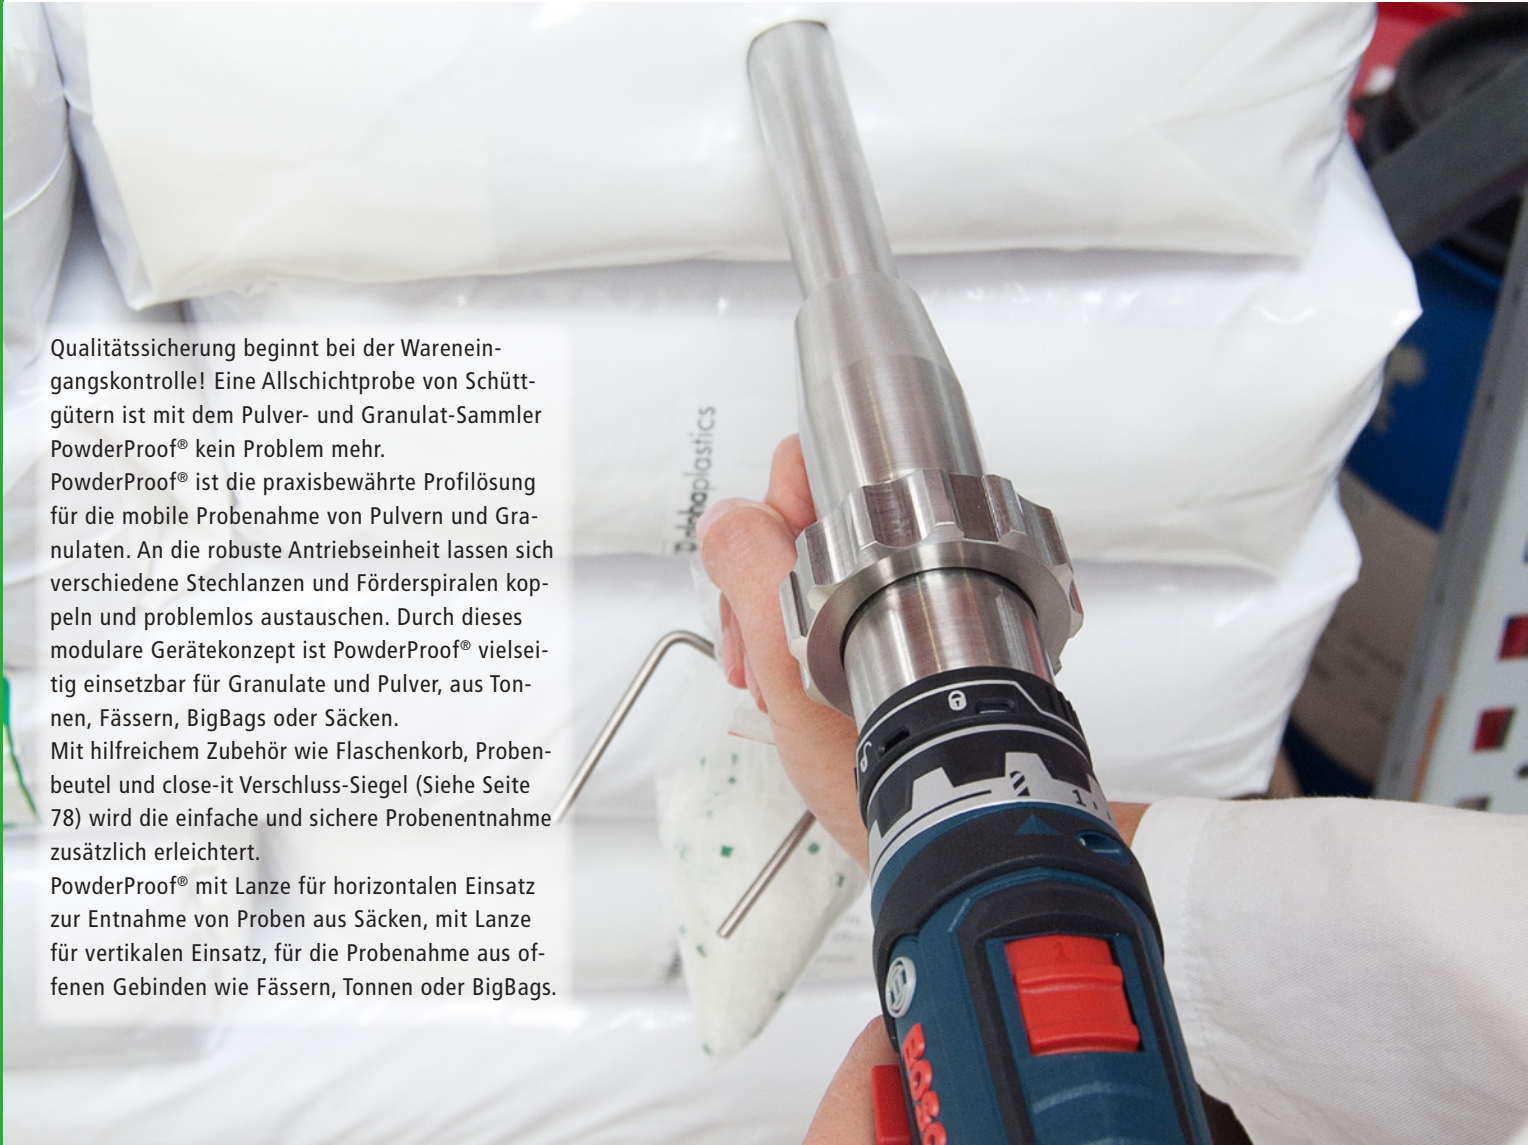 Qualitätssicherung beginnt bei der Warenein-
gangskontrolle! Eine Allschichtprobe von Schütt-
gütern ist mit dem Pulver- und Granulat-Sammler
PowderProof® kein Problem mehr.
PowderProof® ist die praxisbewährte Profilösung
für die mobile Probenahme von Pulvern und Gra-
nulaten. An die robuste Antriebseinheit lassen sich
verschiedene Stechlanzen und Förderspiralen kop-
peln und problemlos austauschen. Durch dieses
modulare Gerätekonzept ist PowderProof® vielsei-
tig einsetzbar für Granulate und Pulver, aus Ton-
nen, Fässern, BigBags oder Säcken.
Mit hilfreichem Zubehör wie Flaschenkorb, Proben-
beutel und close-it Verschluss-Siegel (Siehe Seite
78) wird die einfache und sichere Probenentnahme
zusätzlich erleichtert.
PowderProof® mit Lanze für horizontalen Einsatz
zur Entnahme von Proben aus Säcken, mit Lanze
für vertikalen Einsatz, für die Probenahme aus of-
fenen Gebinden wie Fässern, Tonnen oder BigBags.
1
1